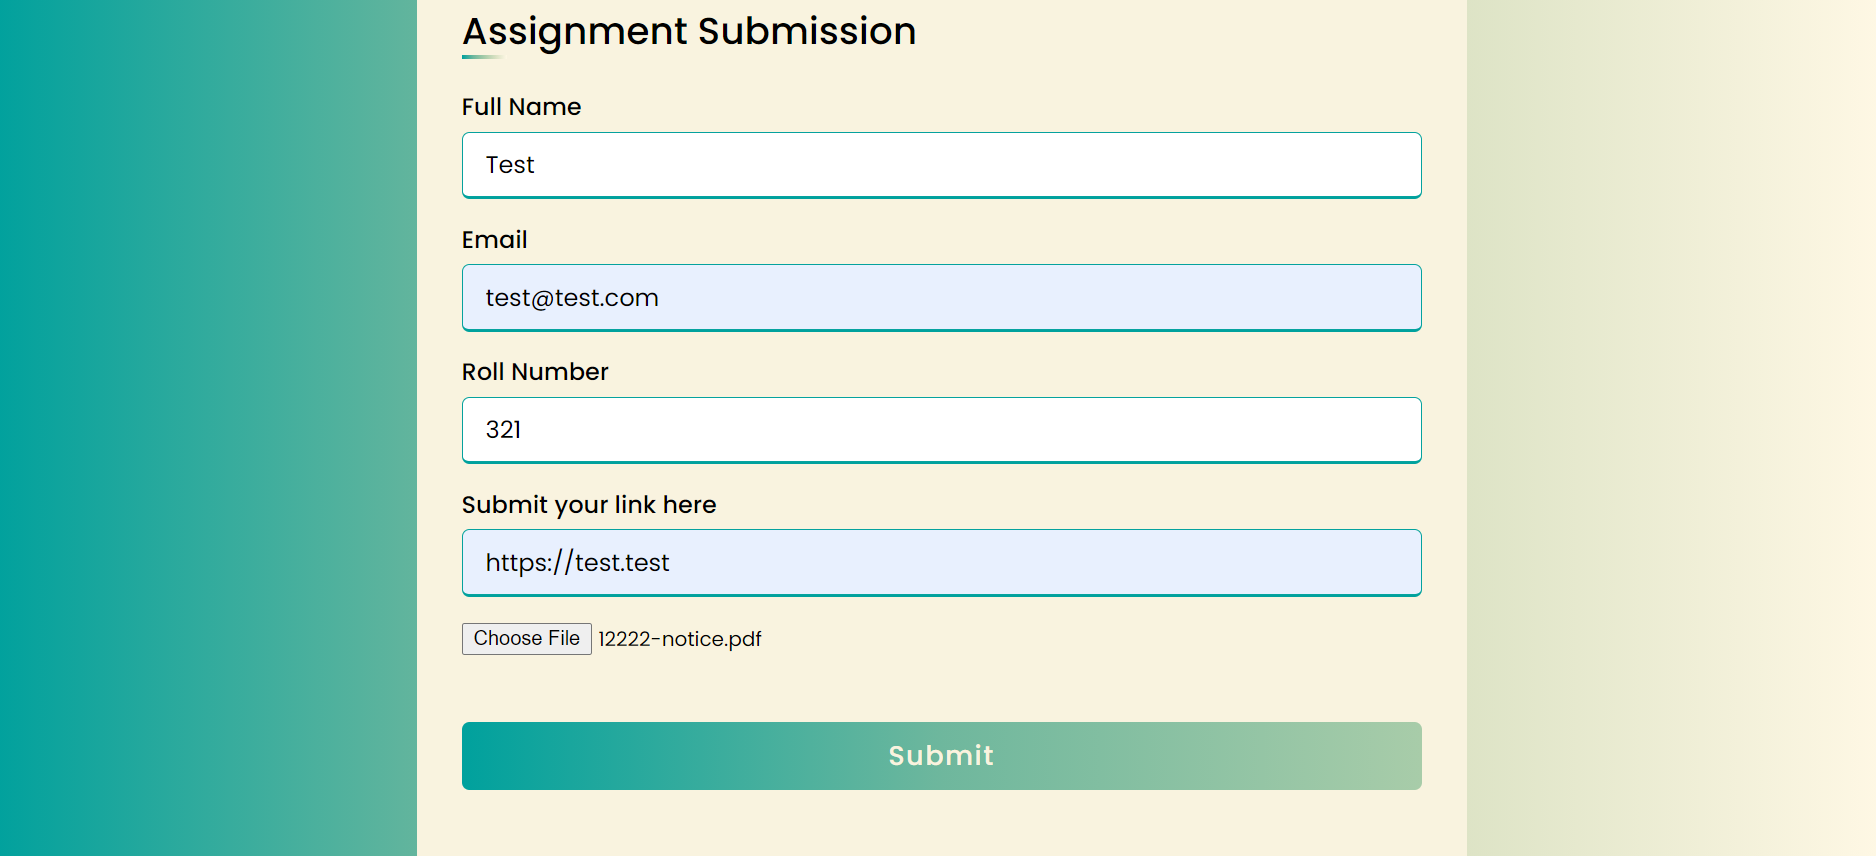 Assignment Submission
Full Name
Test
Email
test@test.com
Roll Number
321
Submit your link here
https://test.test
Choose File 12222-notice.pdf
Submit